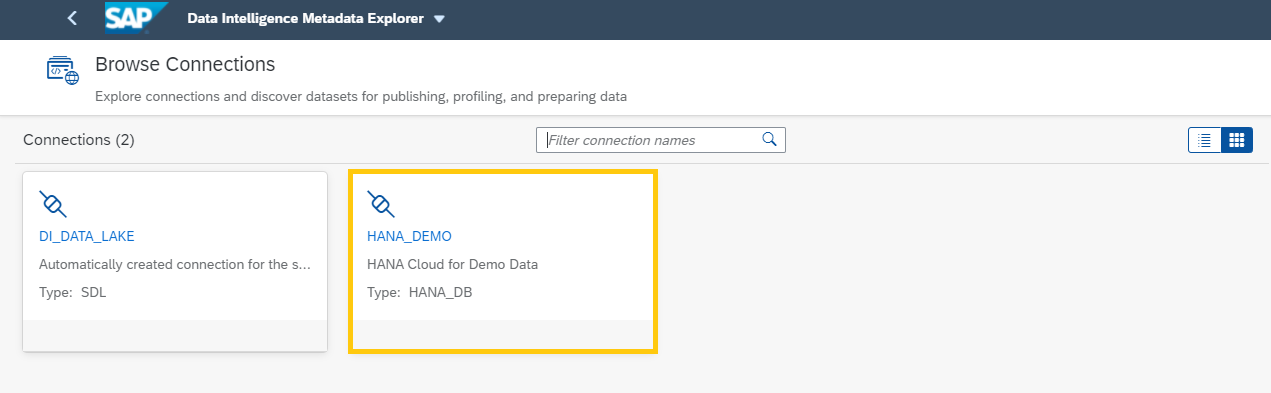 SAP Data Intelligence Metadata Explorer
Browse Connections
Explore connections and discover datasets for publishing, profiling, and preparing data
Connections (2)
Filter connection names
DI_DATA_LAKE
Automatically created connection for the s...
Type: SDL
HANA_DEMO
HANA Cloud for Demo Data
Type: HANA_DB